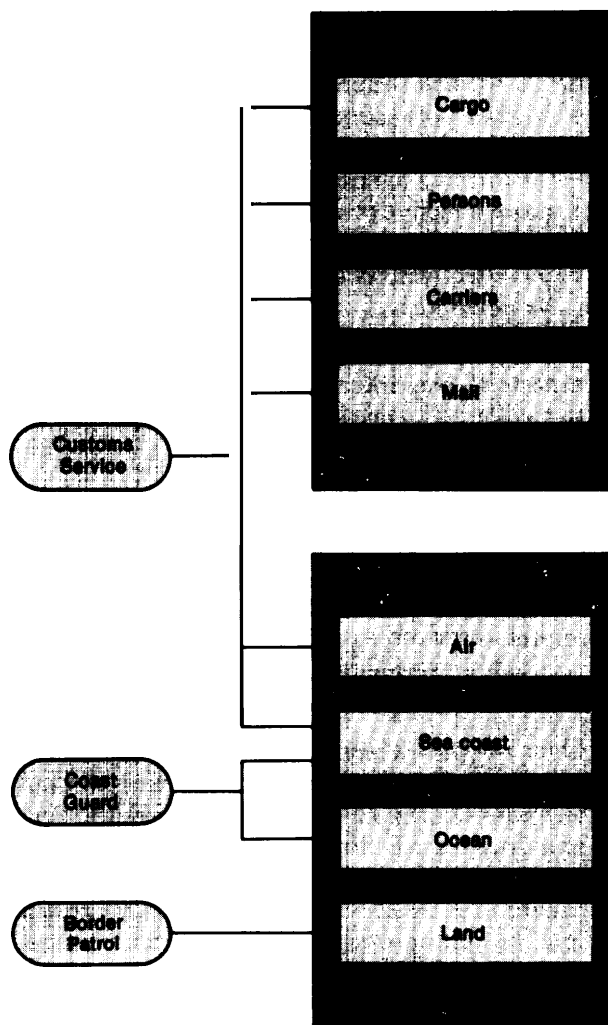 Cargo
Persons
Carriers
Mail
Customs
Service
Air
Sea coast
Coast
Guard
Ocean
Border
Patrol
Land